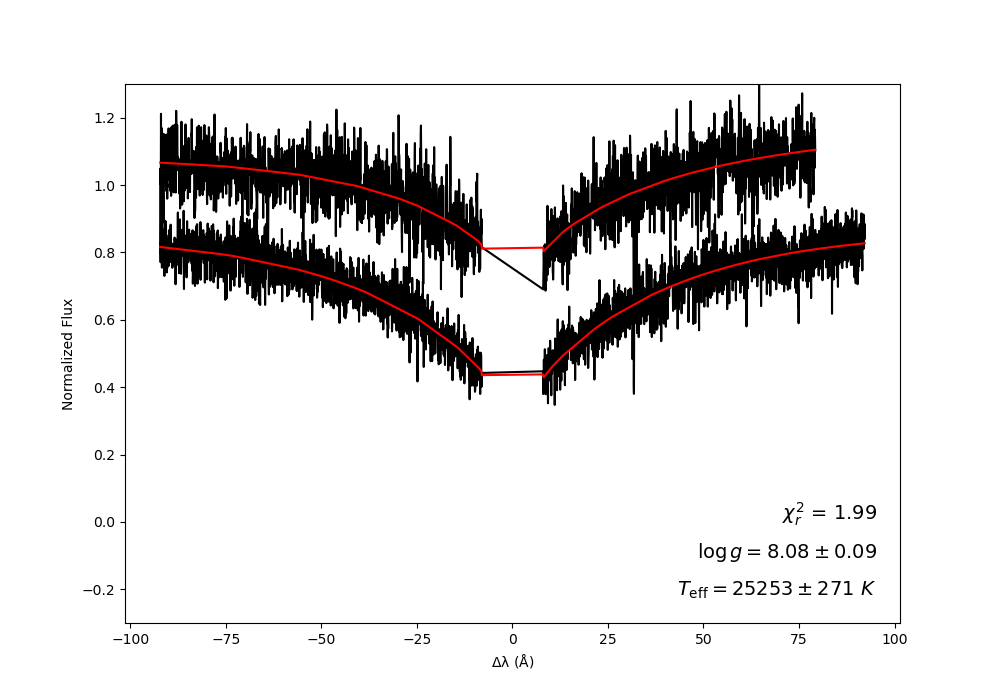 Normalized Flux
1.2
1.0
0.8
0.6
0.4
0.2
0.0
−0.2
χ²ᵣ = 1.99
log g = 8.08 ± 0.09
T_eff = 25253 ± 271 K
−100 −75 −50 −25 0 25 50 75 100
Δλ (Å)